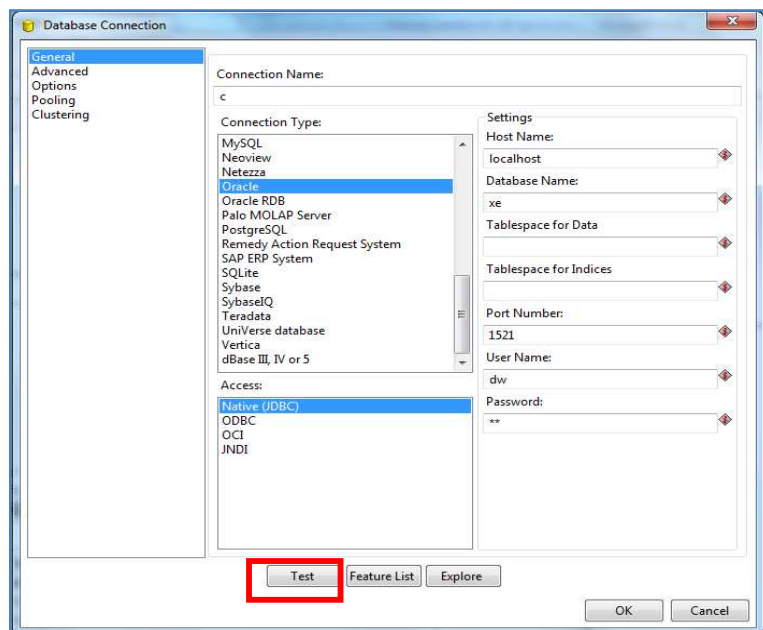 Database Connection
General
Advanced
Options
Pooling
Clustering
Connection Name:
c
Connection Type:
MySQL
Neoview
Netezza
Oracle
Oracle RDB
Palo MOLAP Server
PostgreSQL
Remedy Action Request System
SAP ERP System
SQLite
Sybase
SybaseIQ
Teradata
UniVerse database
Vertica
dBase III, IV or 5
Access:
Native (JDBC)
ODBC
OCI
JNDI
Settings
Host Name:
localhost
Database Name:
xe
Tablespace for Data
Tablespace for Indices
Port Number:
1521
User Name:
dw
Password:
**
Test Feature List Explore
OK Cancel